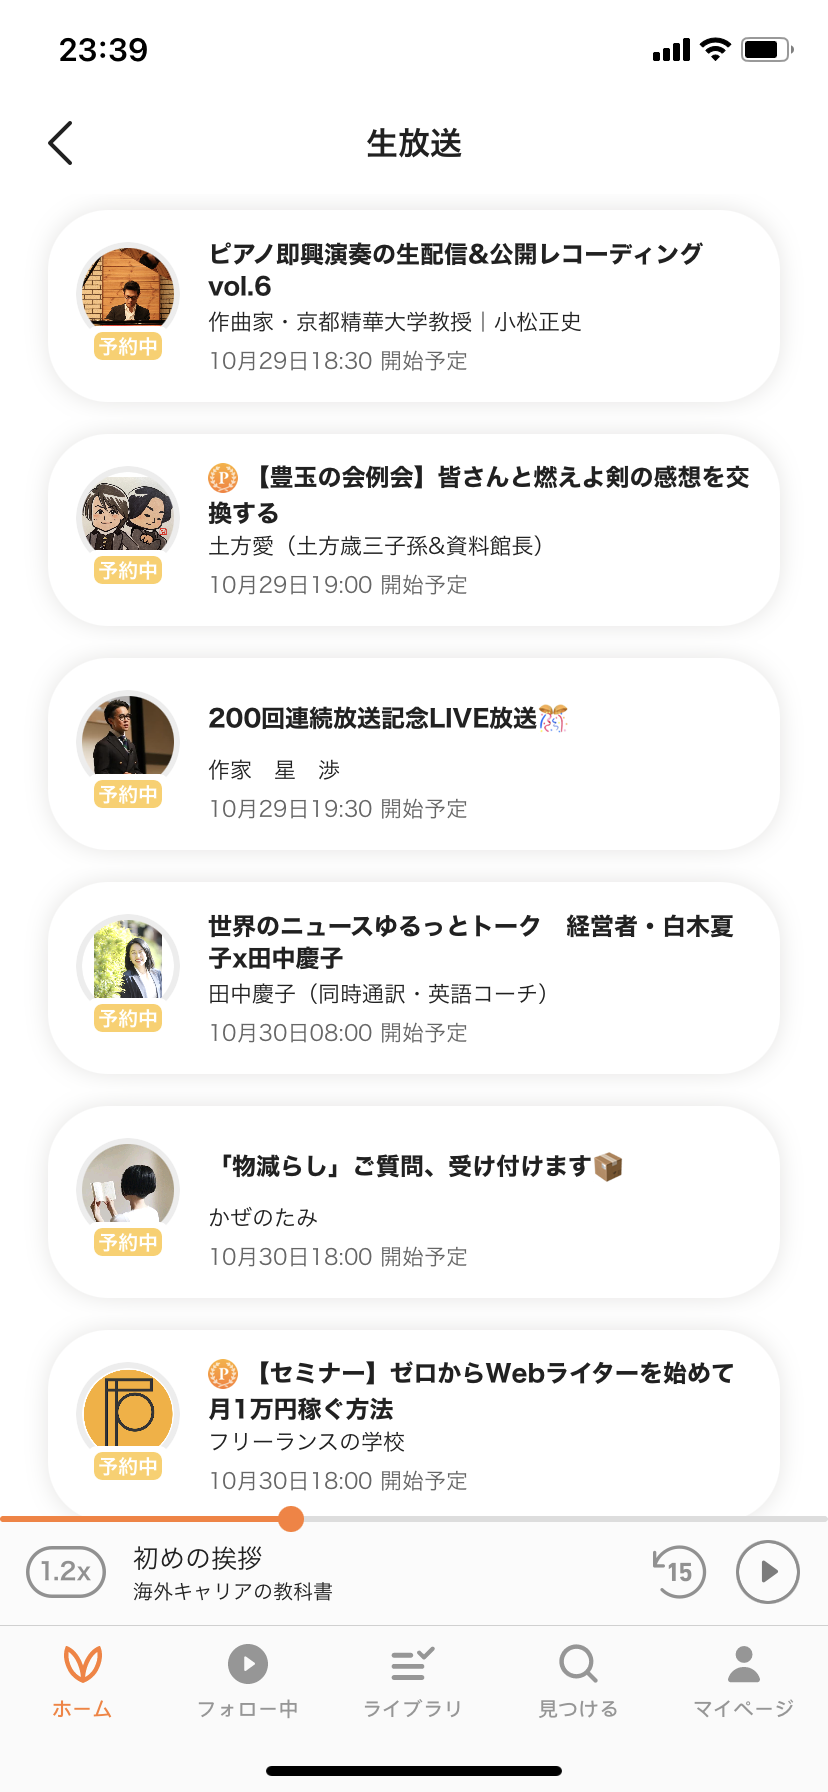 23:39
生放送
ピアノ即興演奏の生配信&公開レコーディング
vol.6
作曲家・京都精華大学教授｜小松正史
10月29日18:30 開始予定
予約中
P 【豊玉の会例会】皆さんと燃えよ剣の感想を交
換する
土方愛（土方歳三子孫&資料館長）
10月29日19:00 開始予定
予約中
200回連続放送記念LIVE放送🎊
作家　星　渉
10月29日19:30 開始予定
予約中
世界のニュースゆるっとトーク　経営者・白木夏
子x田中慶子
田中慶子（同時通訳・英語コーチ）
10月30日08:00 開始予定
予約中
「物減らし」ご質問、受け付けます📦
かぜのたみ
10月30日18:00 開始予定
予約中
P 【セミナー】ゼロからWebライターを始めて
月1万円稼ぐ方法
フリーランスの学校
10月30日18:00 開始予定
予約中
1.2x
初めの挨拶
海外キャリアの教科書
15
ホーム
フォロー中
ライブラリ
見つける
マイページ